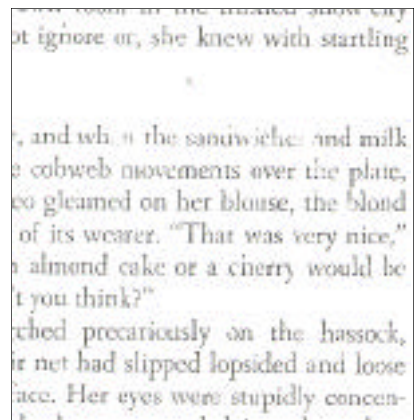 ot ignore or, she knew with startling
, and wh n the sandwiches and milk
e cobweb movements over the plate,
eo gleamed on her blouse, the blond
of its wearer. "That was very nice,"
n almond cake or a cherry would be
't you think?"
rched precariously on the hassock,
ir net had slipped lopsided and loose
face. Her eyes were stupidly concen-